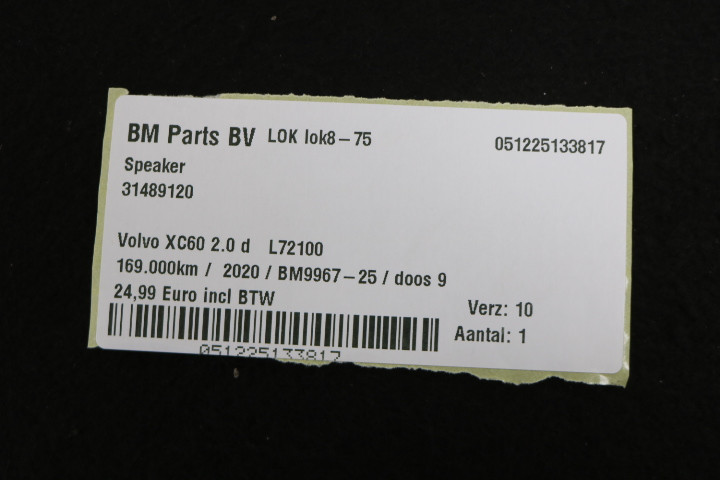 BM Parts BV LOK lok8-75 051225133817
Speaker
31489120
Volvo XC60 2.0 d L72100
169.000km / 2020 / BM9967-25 / doos 9
24,99 Euro incl BTW
Verz: 10
Aantal: 1
051225133817